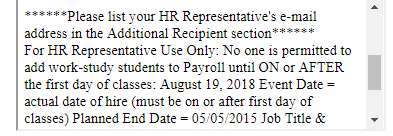 ******Please list your HR Representative's e-mail
address in the Additional Recipient section******
For HR Representative Use Only: No one is permitted to
add work-study students to Payroll until ON or AFTER
the first day of classes: August 19, 2018 Event Date =
actual date of hire (must be on or after first day of
classes) Planned End Date = 05/05/2015 Job Title &